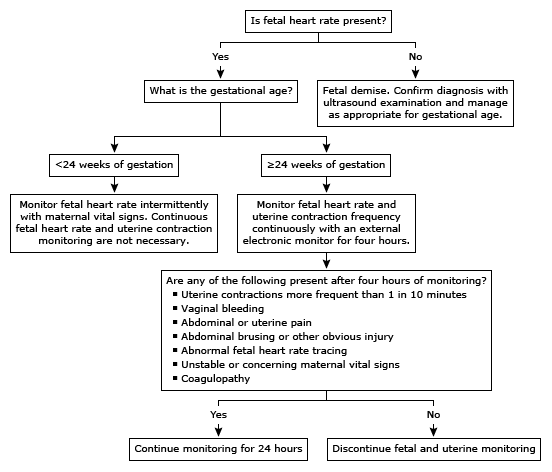 Is fetal heart rate present?
Yes
No
What is the gestational age?
Fetal demise. Confirm diagnosis with
ultrasound examination and manage
as appropriate for gestational age.
<24 weeks of gestation
≥24 weeks of gestation
Monitor fetal heart rate intermittently
with maternal vital signs. Continuous
fetal heart rate and uterine contraction
monitoring are not necessary.
Monitor fetal heart rate and
uterine contraction frequency
continuously with an external
electronic monitor for four hours.
Are any of the following present after four hours of monitoring?
▪ Uterine contractions more frequent than 1 in 10 minutes
▪ Vaginal bleeding
▪ Abdominal or uterine pain
▪ Abdominal brusing or other obvious injury
▪ Abnormal fetal heart rate tracing
▪ Unstable or concerning maternal vital signs
▪ Coagulopathy
Yes
No
Continue monitoring for 24 hours
Discontinue fetal and uterine monitoring